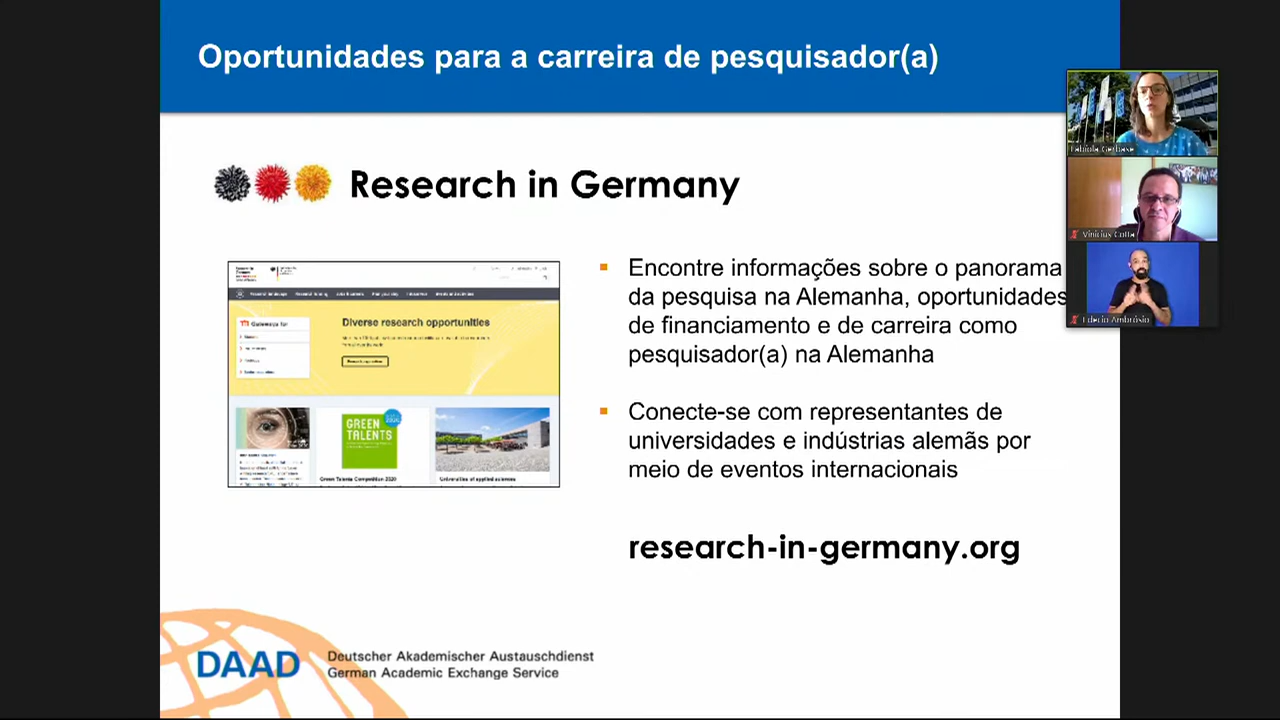 Oportunidades para a carreira de pesquisador(a)
Fabíola Gerbase
Vinicius Cotta
Edecio Ambrósio
Research in Germany
Diverse research opportunities
GREEN
TALENTS
Green Talents Competition 2020
Universities of applied sciences
Encontre informações sobre o panorama
da pesquisa na Alemanha, oportunidades
de financiamento e de carreira como
pesquisador(a) na Alemanha
Conecte-se com representantes de
universidades e indústrias alemãs por
meio de eventos internacionais
research-in-germany.org
DAAD
Deutscher Akademischer Austauschdienst
German Academic Exchange Service